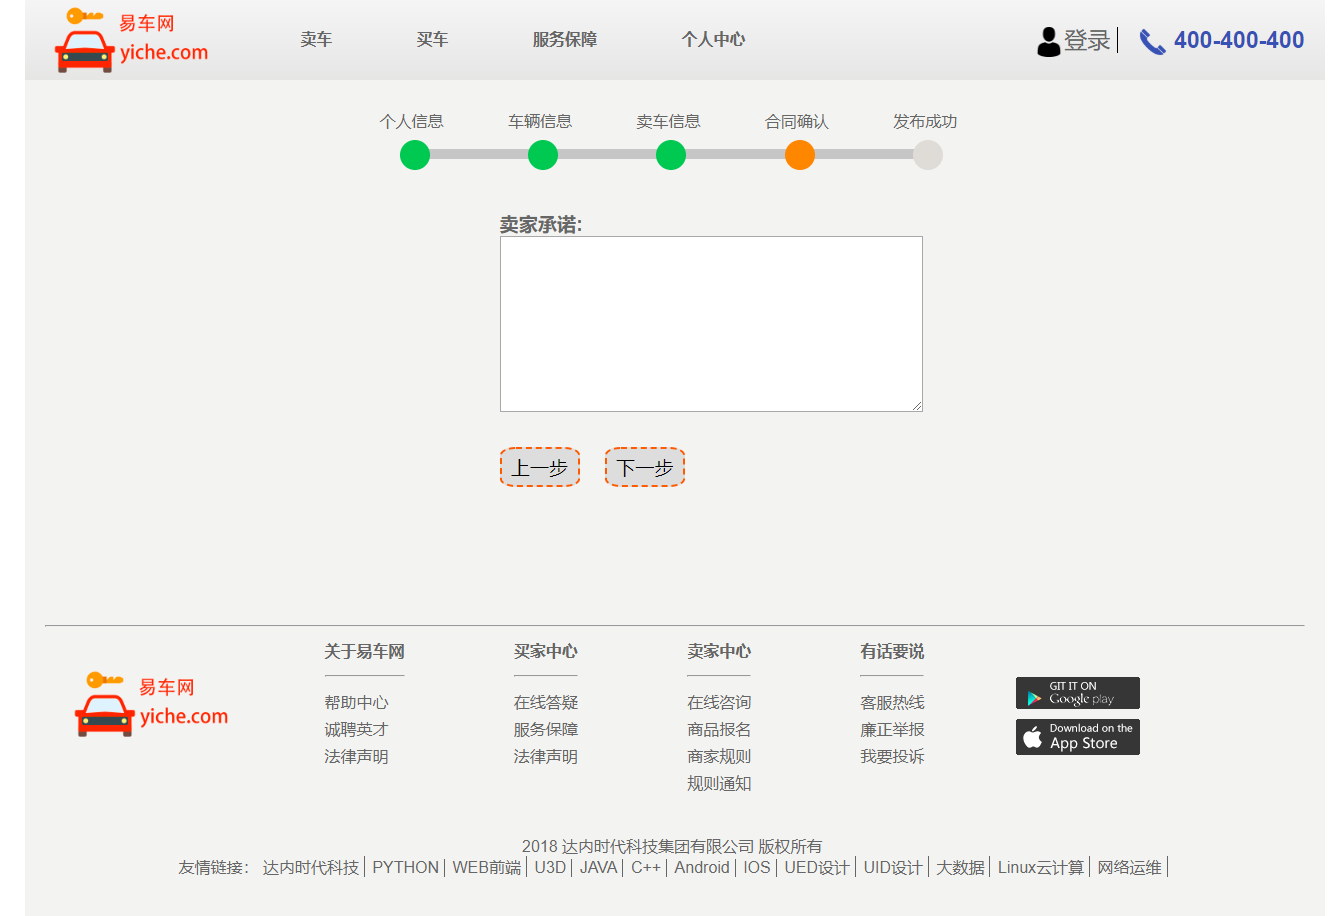 易车网
yiche.com
卖车 买车 服务保障 个人中心 登录 400-400-400
个人信息 车辆信息 卖车信息 合同确认 发布成功
卖家承诺:
上一步 下一步
关于易车网 买家中心 卖家中心 有话要说
易车网
yiche.com
帮助中心 在线答疑 在线咨询 客服热线
诚聘英才 服务保障 商品报名 廉正举报
法律声明 法律声明 商家规则 我要投诉
规则通知
GIT IT ON
Google play
Download on the
App Store
2018 达内时代科技集团有限公司 版权所有
友情链接： 达内时代科技 PYTHON WEB前端 U3D JAVA C++ Android IOS UED设计 UID设计 大数据 Linux云计算 网络运维